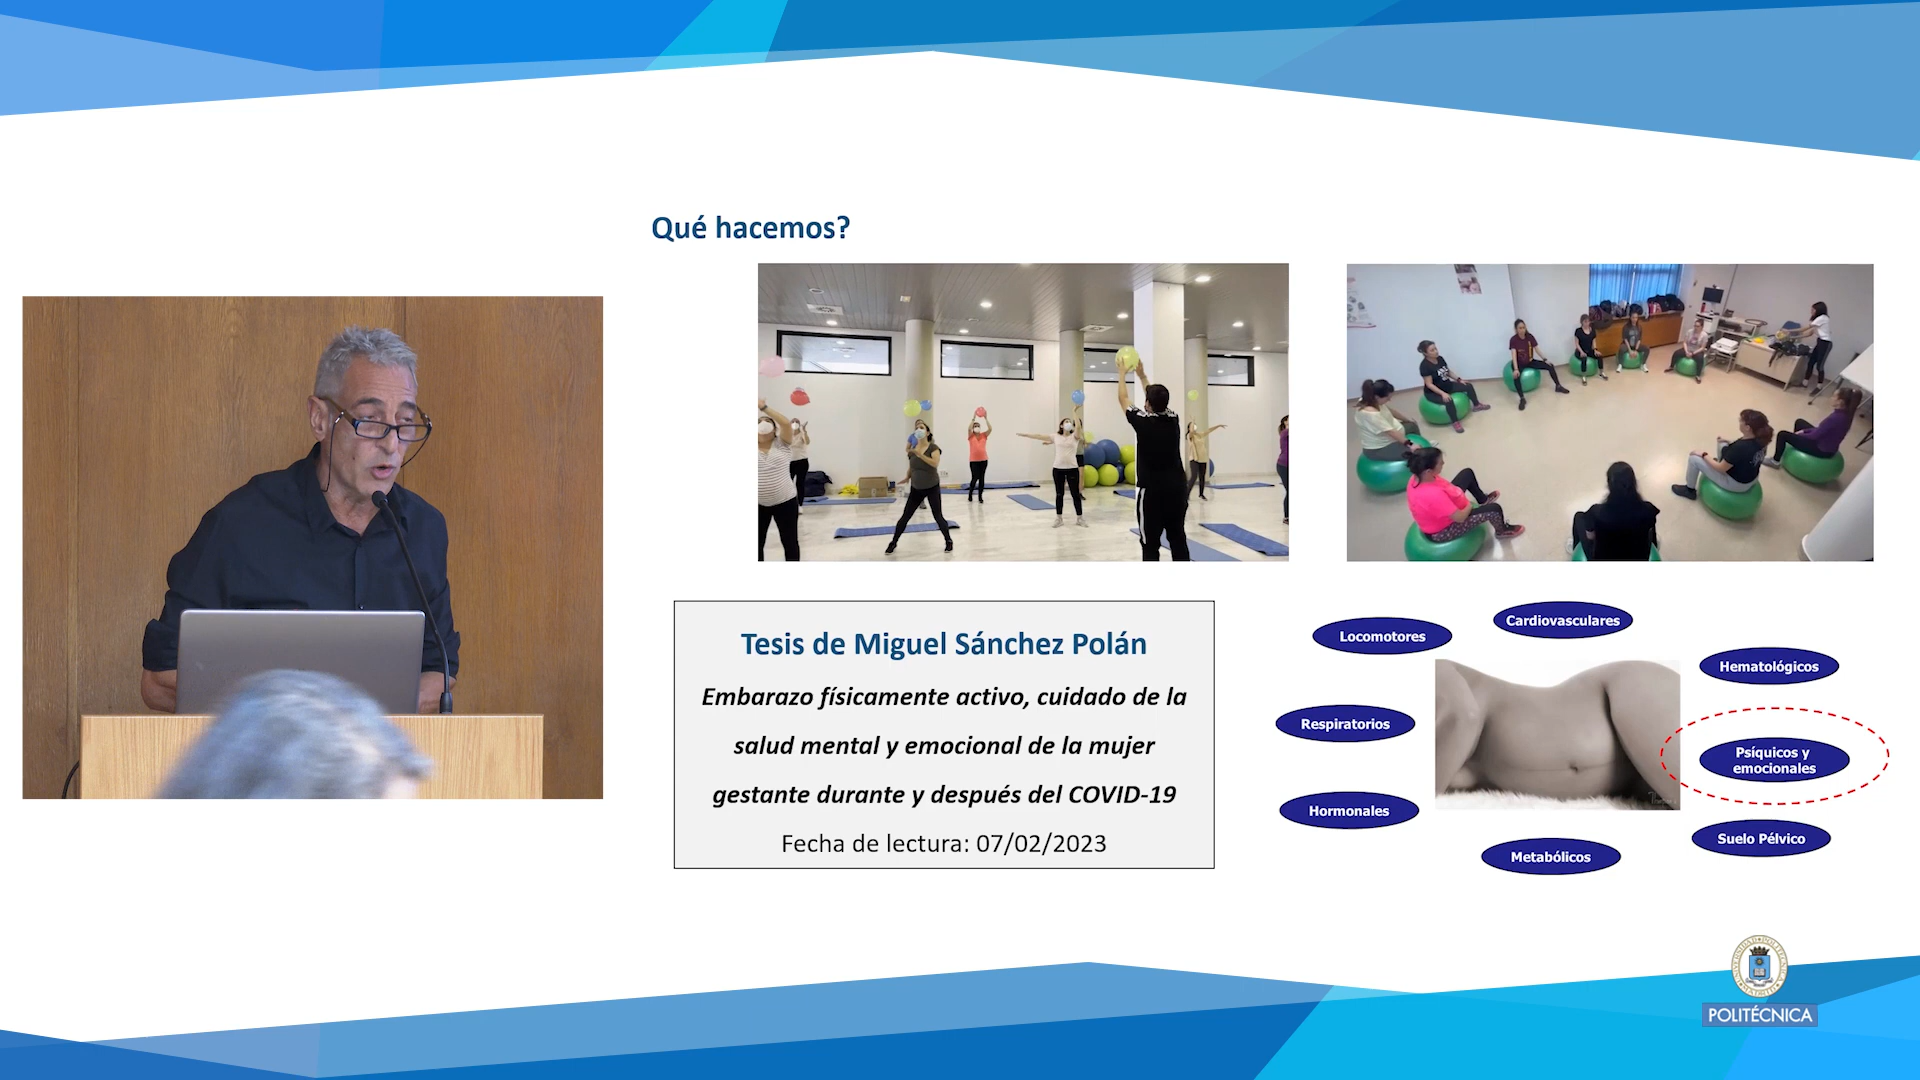 Qué hacemos?
Tesis de Miguel Sánchez Polán
Embarazo físicamente activo, cuidado de la
salud mental y emocional de la mujer
gestante durante y después del COVID-19
Fecha de lectura: 07/02/2023
Locomotores
Cardiovasculares
Hematológicos
Respiratorios
Psíquicos y
emocionales
Hormonales
Suelo Pélvico
Metabólicos
POLITÉCNICA